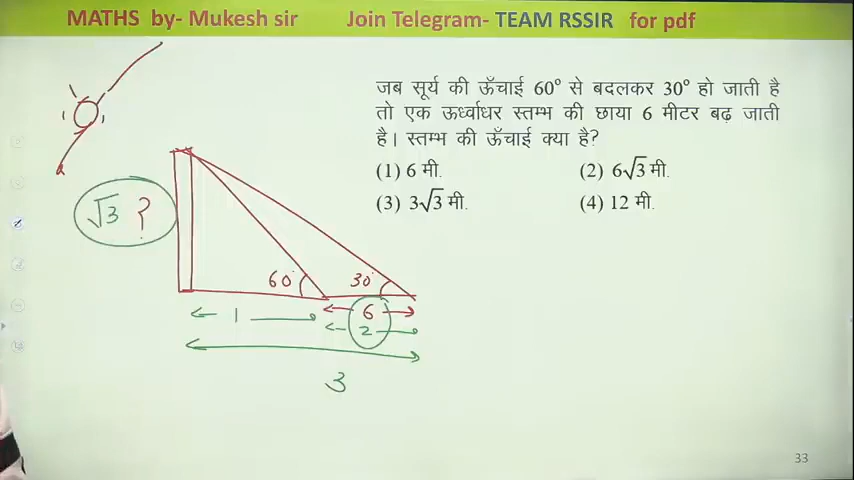 MATHS by- Mukesh sir Join Telegram- TEAM RSSIR for pdf
जब सूर्य की ऊँचाई 60° से बदलकर 30° हो जाती है
तो एक ऊर्ध्वाधर स्तम्भ की छाया 6 मीटर बढ़ जाती
है। स्तम्भ की ऊँचाई क्या है?
(1) 6 मी. (2) 6√3 मी.
(3) 3√3 मी. (4) 12 मी.
√3 ?
60° 30°
6
1 2
3
33